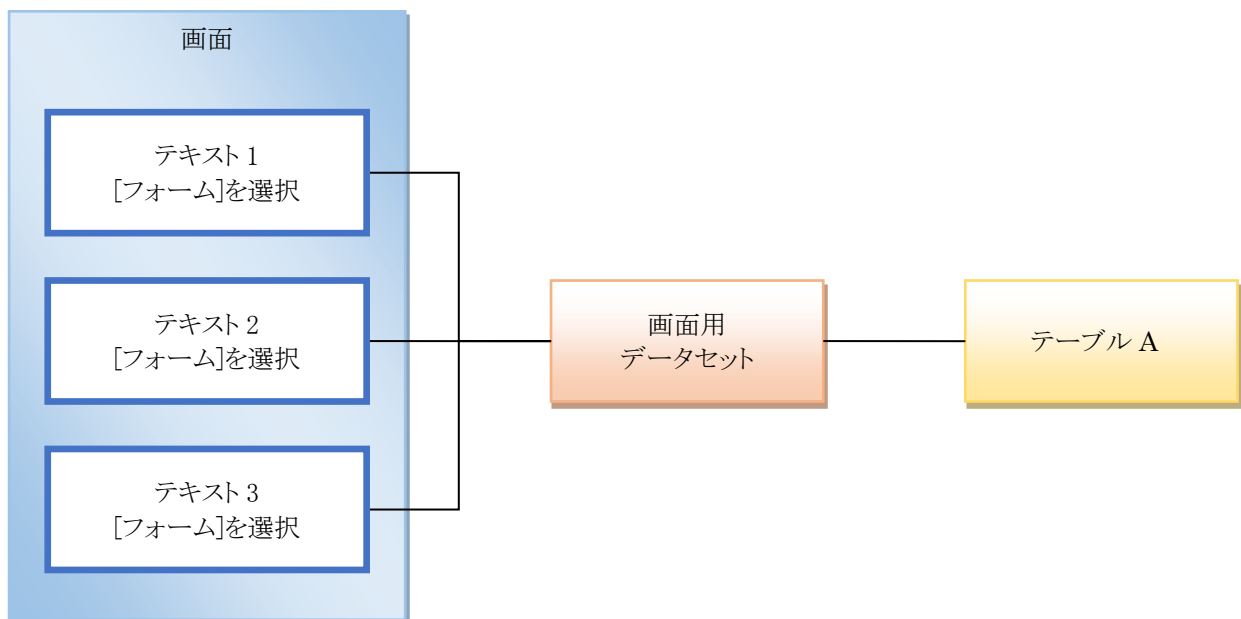 画面
テキスト 1
[フォーム]を選択
テキスト 2
[フォーム]を選択
テキスト 3
[フォーム]を選択
画面用
データセット
テーブル A